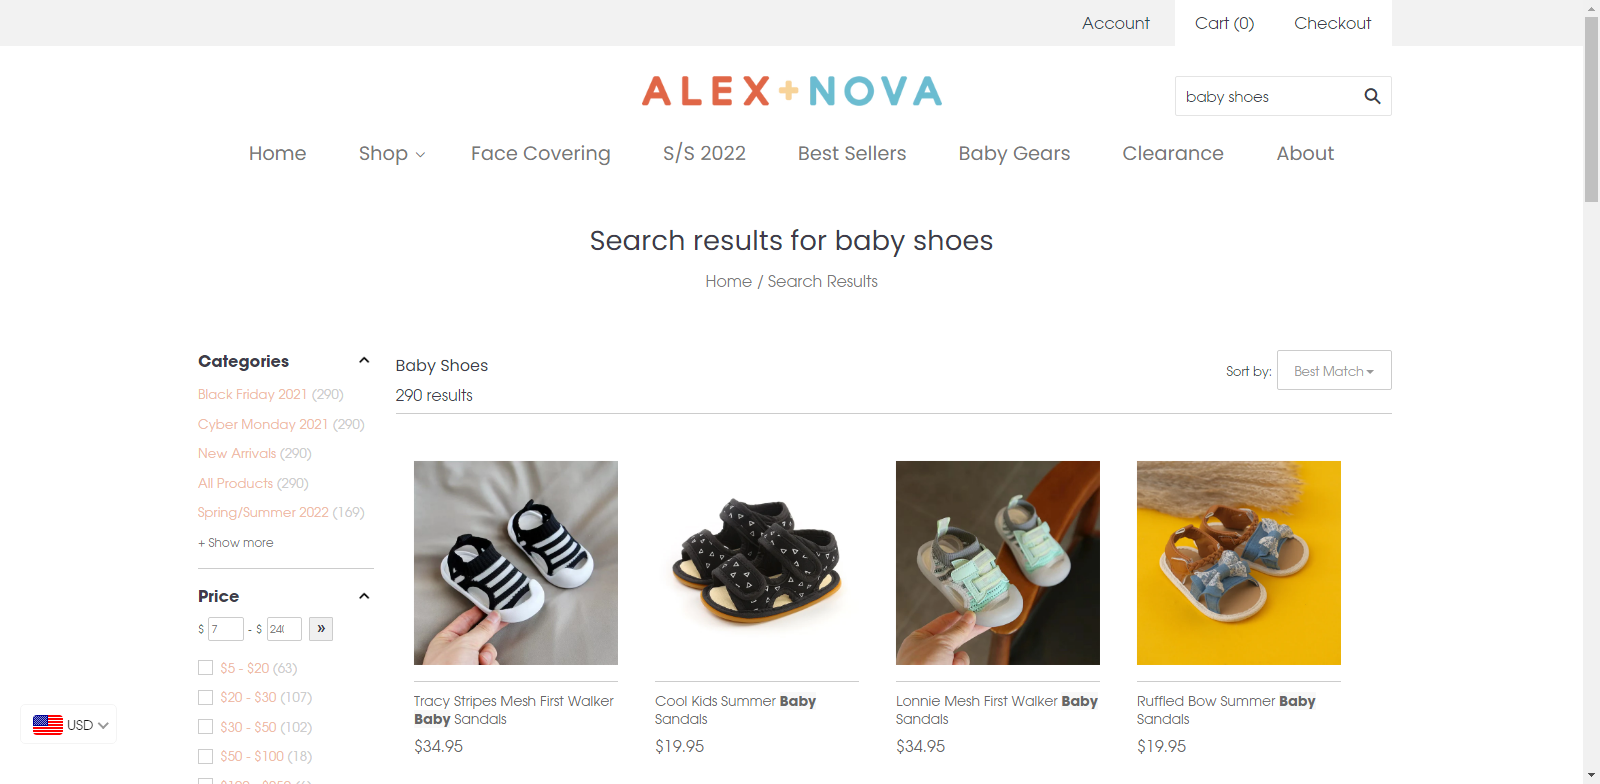 Account
Cart (0)
Checkout
ALEX+NOVA
baby shoes
Home
Shop
Face Covering
S/S 2022
Best Sellers
Baby Gears
Clearance
About
Search results for baby shoes
Home / Search Results
Categories
Black Friday 2021 (290)
Cyber Monday 2021 (290)
New Arrivals (290)
All Products (290)
Spring/Summer 2022 (169)
+ Show more
Price
$ 7 - $ 240 »
$5 - $20 (63)
$20 - $30 (107)
$30 - $50 (102)
$50 - $100 (18)
USD
Baby Shoes
290 results
Sort by: Best Match
Tracy Stripes Mesh First Walker
Baby Sandals
$34.95
Cool Kids Summer Baby
Sandals
$19.95
Lonnie Mesh First Walker Baby
Sandals
$34.95
Ruffled Bow Summer Baby
Sandals
$19.95